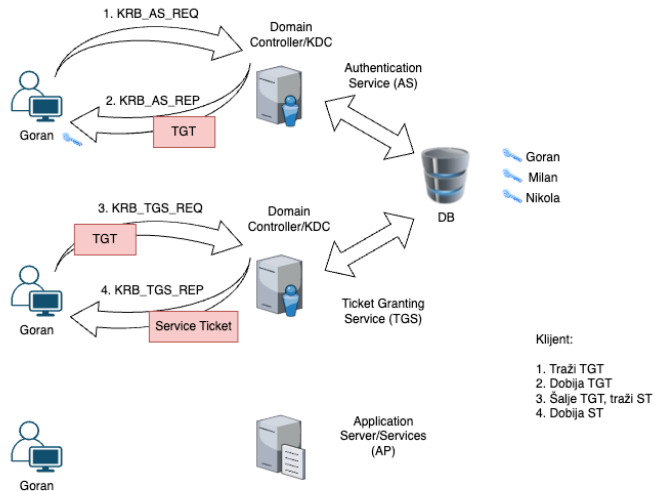 1. KRB_AS_REQ
Domain
Controller/KDC
Authentication
Service (AS)
2. KRB_AS_REP
TGT
Goran
Goran
Milan
Nikola
DB
3. KRB_TGS_REQ
TGT
Domain
Controller/KDC
4. KRB_TGS_REP
Service Ticket
Goran
Ticket Granting
Service (TGS)
Klijent:
1. Traži TGT
2. Dobija TGT
3. Šalje TGT, traži ST
4. Dobija ST
Application
Server/Services
(AP)
Goran